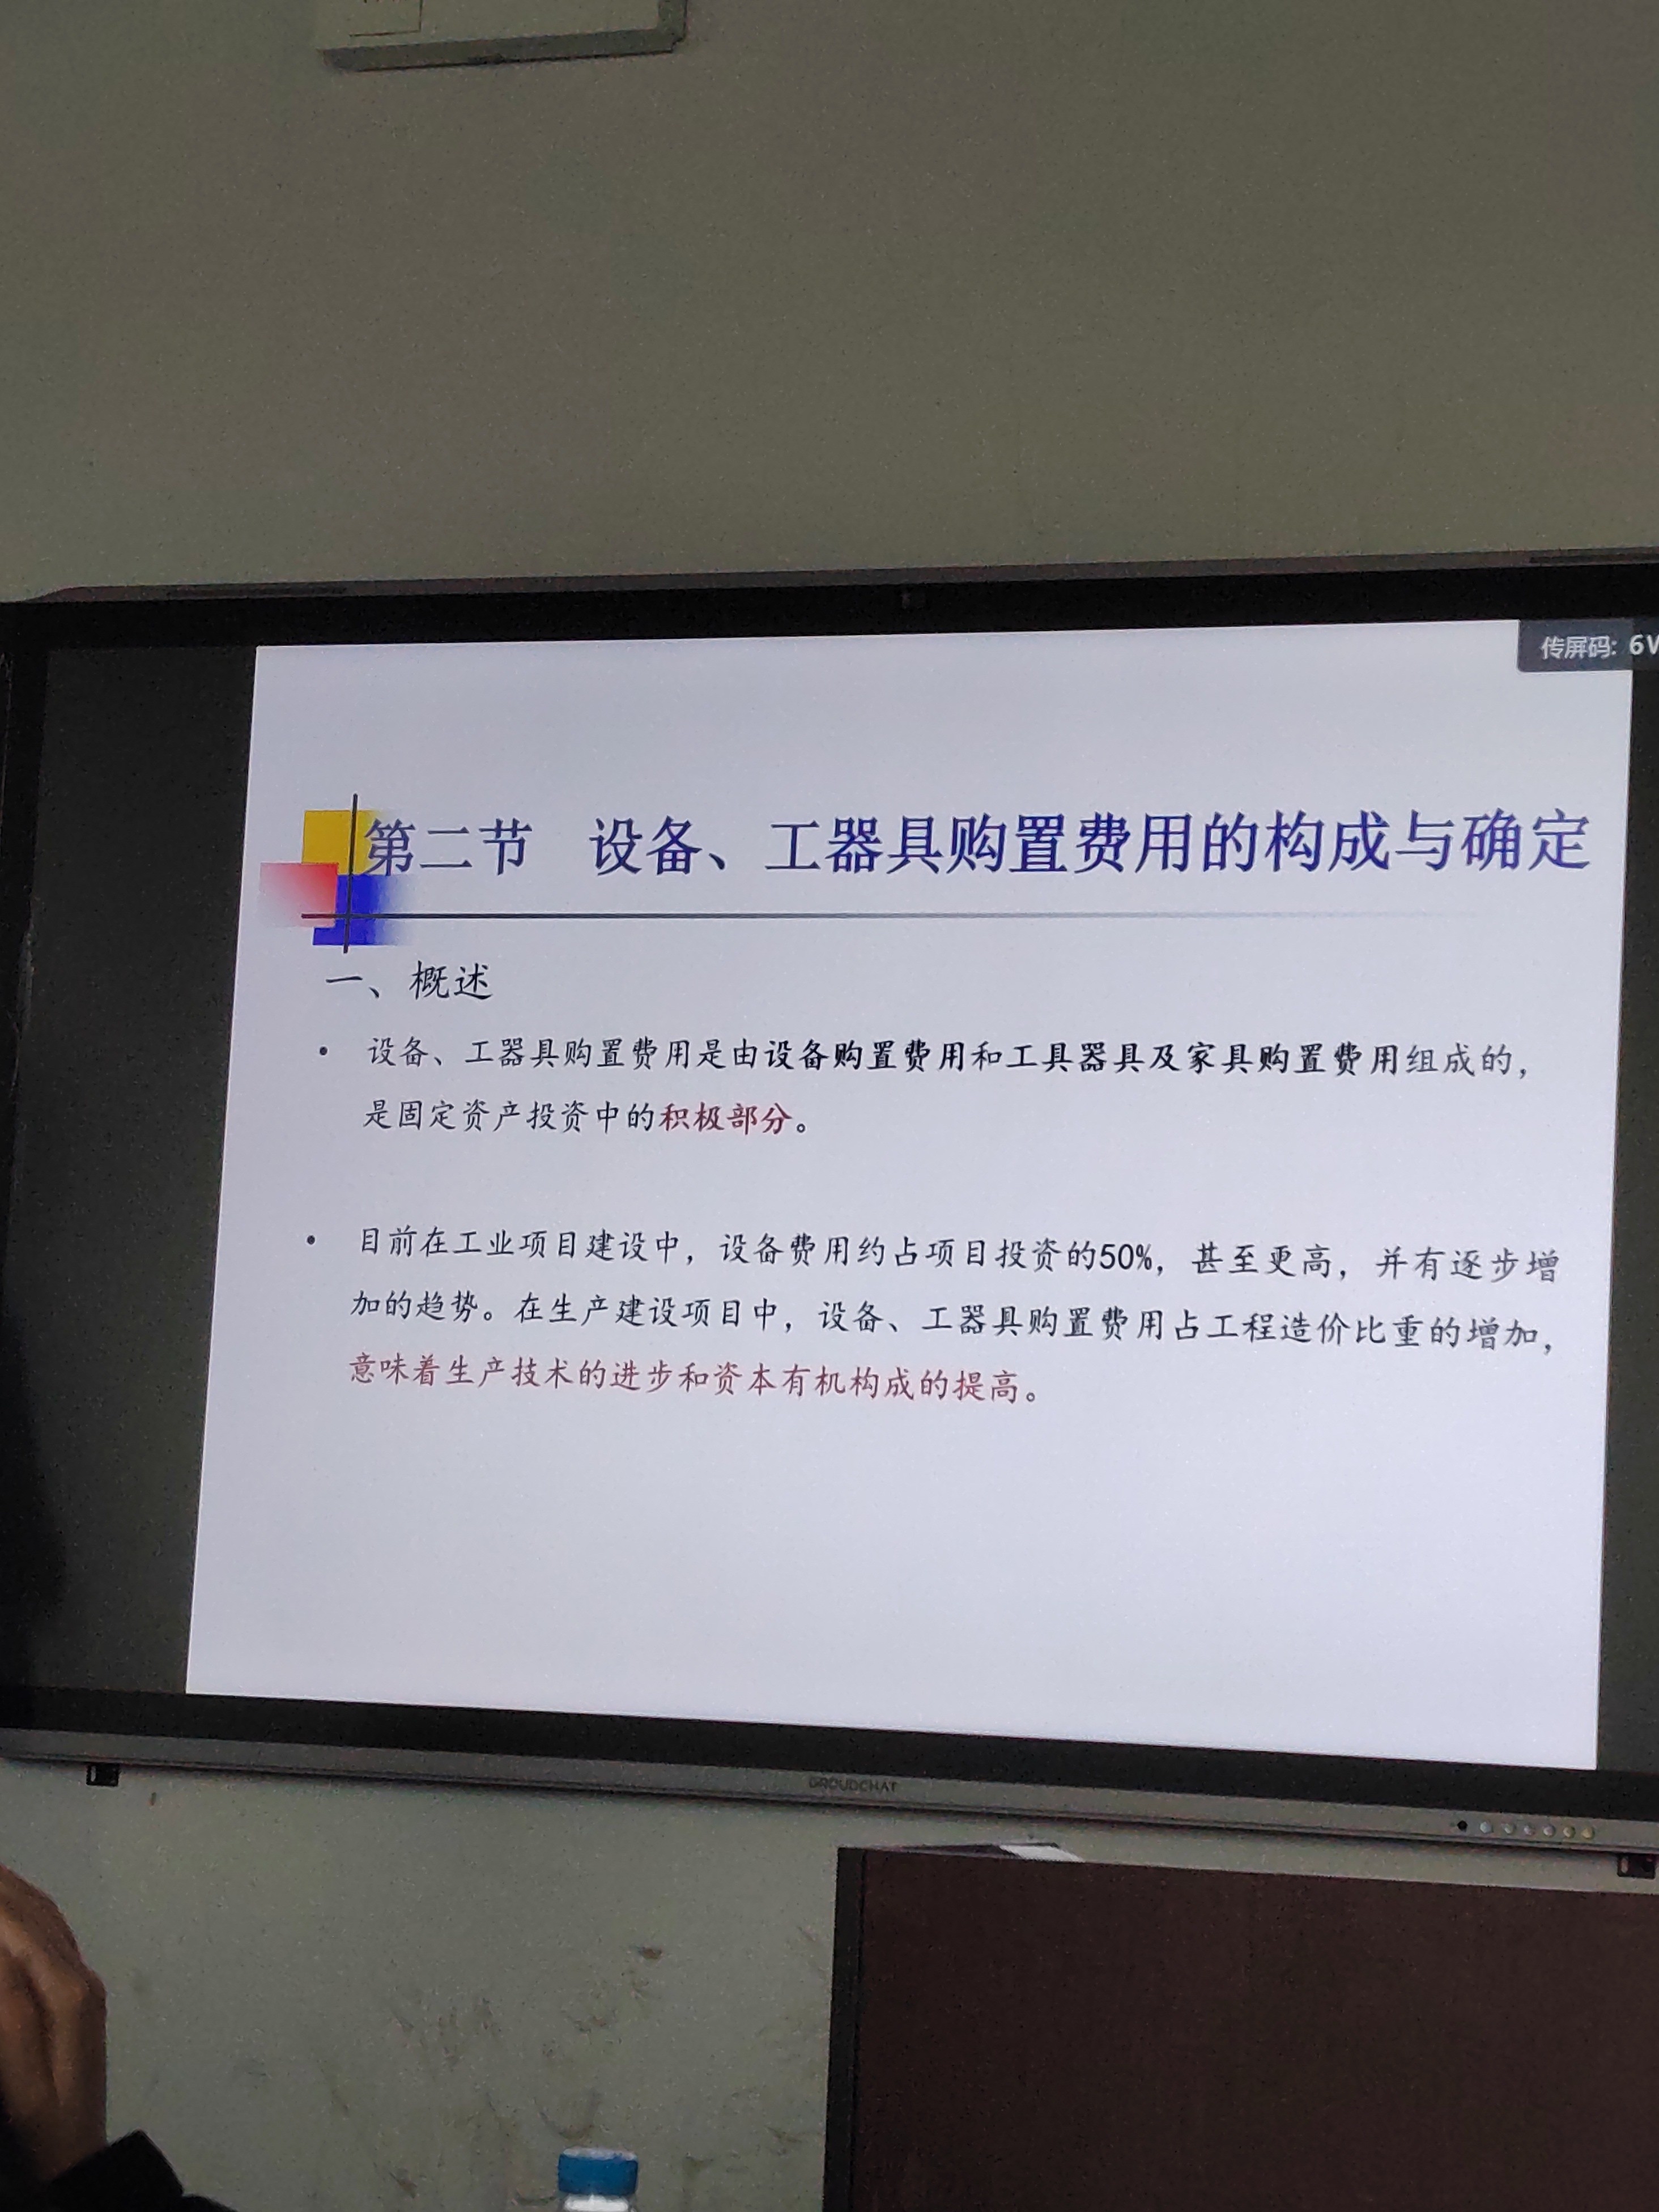 传屏码: 6
第二节 设备、工器具购置费用的构成与确定
一、概述
• 设备、工器具购置费用是由设备购置费用和工具器具及家具购置费用组成的，
是固定资产投资中的积极部分。
• 目前在工业项目建设中，设备费用约占项目投资的50%，甚至更高，并有逐步增
加的趋势。在生产建设项目中，设备、工器具购置费用占工程造价比重的增加，
意味着生产技术的进步和资本有机构成的提高。